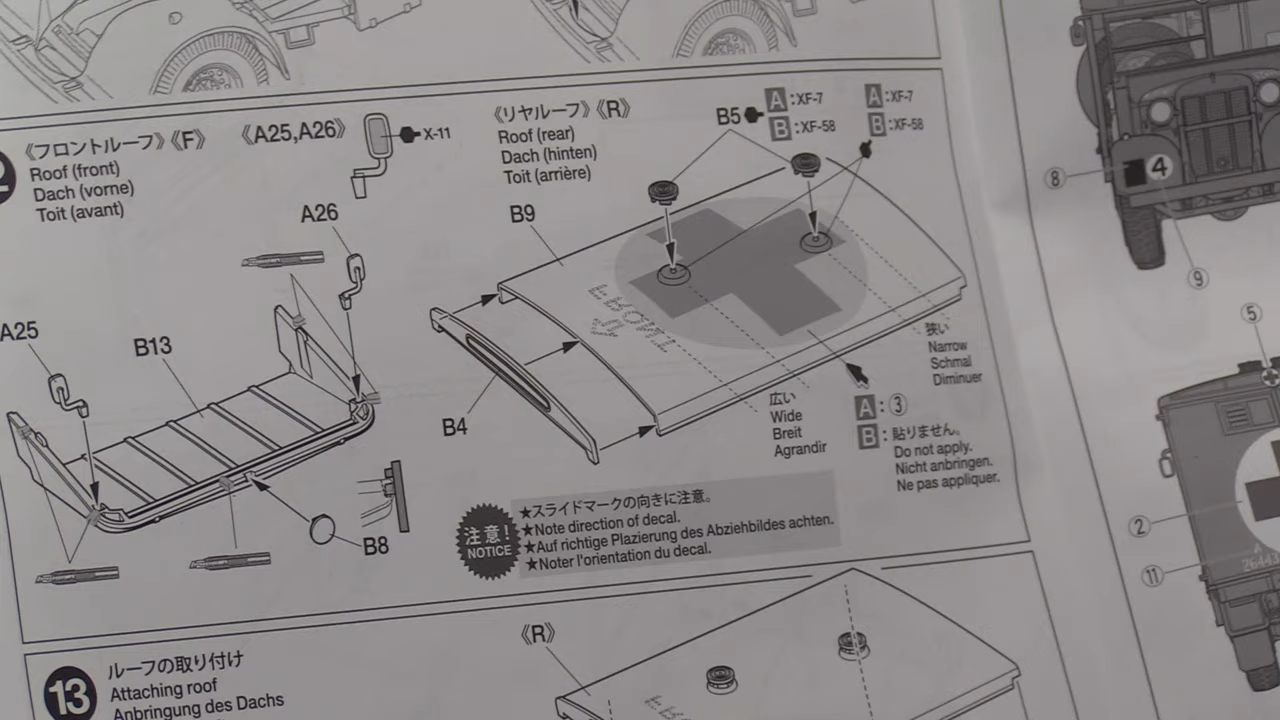 《フロントルーフ》《F》
Roof (front)
Dach (vorne)
Toit (avant)
《A25,A26》
X-11
A26
A25
B13
B8
《リヤルーフ》《R》
Roof (rear)
Dach (hinten)
Toit (arrière)
B5
A :XF-7
B :XF-58
A :XF-7
B :XF-58
B9
B4
FRONT
狭い
Narrow
Schmal
Diminuer
広い
Wide
Breit
Agrandir
A : ③
B : 貼りません。
Do not apply.
Nicht anbringen.
Ne pas appliquer.
注意!
NOTICE
★スライドマークの向きに注意。
★Note direction of decal.
★Auf richtige Plazierung des Abziehbildes achten.
★Noter l'orientation du decal.
13
ルーフの取り付け
Attaching roof
Anbringung des Dachs
《R》
⑧
④
⑨
⑤
②
⑪